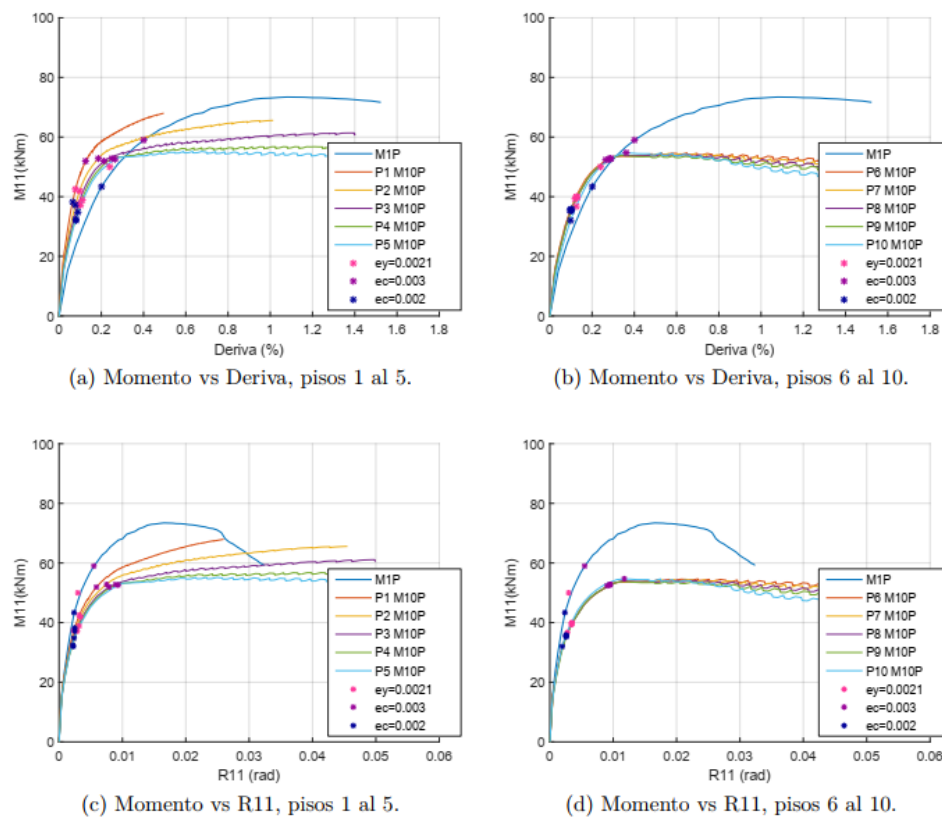 100
80
60
40
20
0
M11(kNm)
M1P
P1 M10P
P2 M10P
P3 M10P
P4 M10P
P5 M10P
ey=0.0021
ec=0.003
ec=0.002
0 0.2 0.4 0.6 0.8 1 1.2 1.4 1.6 1.8
Deriva (%)
(a) Momento vs Deriva, pisos 1 al 5.
100
80
60
40
20
0
M11(kNm)
M1P
P6 M10P
P7 M10P
P8 M10P
P9 M10P
P10 M10P
ey=0.0021
ec=0.003
ec=0.002
0 0.2 0.4 0.6 0.8 1 1.2 1.4 1.6 1.8
Deriva (%)
(b) Momento vs Deriva, pisos 6 al 10.
100
80
60
40
20
0
M11(kNm)
M1P
P1 M10P
P2 M10P
P3 M10P
P4 M10P
P5 M10P
ey=0.0021
ec=0.003
ec=0.002
0 0.01 0.02 0.03 0.04 0.05 0.06
R11 (rad)
(c) Momento vs R11, pisos 1 al 5.
100
80
60
40
20
0
M11(kNm)
M1P
P6 M10P
P7 M10P
P8 M10P
P9 M10P
P10 M10P
ey=0.0021
ec=0.003
ec=0.002
0 0.01 0.02 0.03 0.04 0.05 0.06
R11 (rad)
(d) Momento vs R11, pisos 6 al 10.